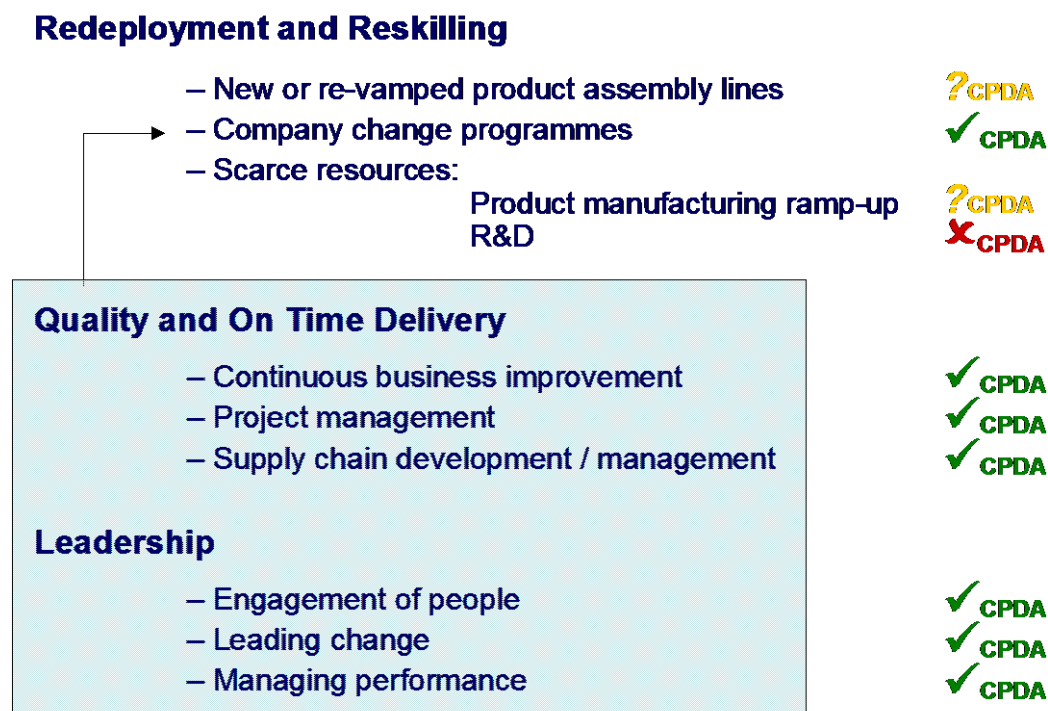 Redeployment and Reskilling
– New or re-vamped product assembly lines ?CPDA
– Company change programmes ✓CPDA
– Scarce resources:
Product manufacturing ramp-up ?CPDA
R&D ✘CPDA
Quality and On Time Delivery
– Continuous business improvement ✓CPDA
– Project management ✓CPDA
– Supply chain development / management ✓CPDA
Leadership
– Engagement of people ✓CPDA
– Leading change ✓CPDA
– Managing performance ✓CPDA